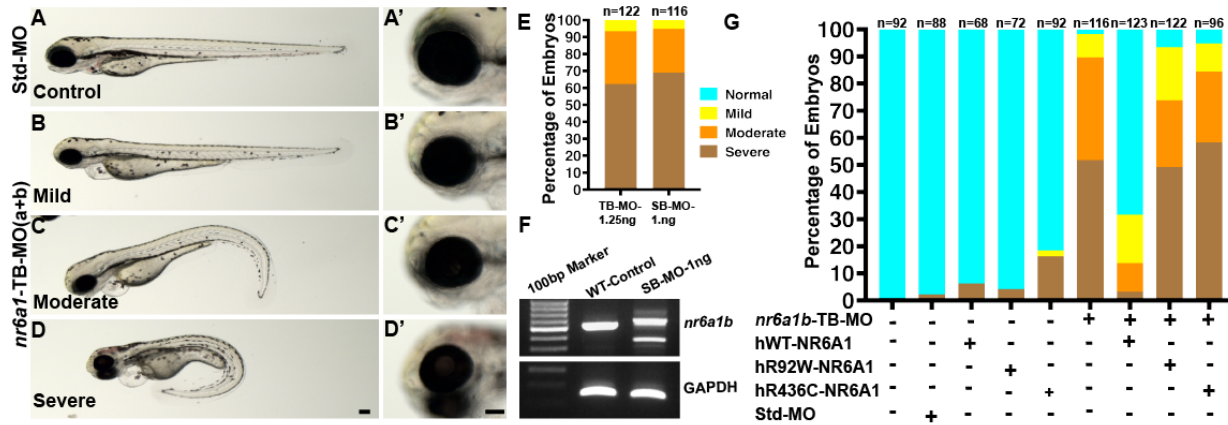 A
A'
Std-MO
Control
B
B'
Mild
C
C'
Moderate
D
D'
Severe
nr6a1-TB-MO(a+b)
E
n=122 n=116
Percentage of Embryos
100
90
80
70
60
50
40
30
20
10
0
TB-MO-1.25ng
SB-MO-1.ng
Normal
Mild
Moderate
Severe
F
100bp Marker
WT-Control
SB-MO-1ng
nr6a1b
GAPDH
G
n=92 n=88 n=68 n=72 n=92 n=116 n=123 n=122 n=96
Percentage of Embryos
100
90
80
70
60
50
40
30
20
10
0
nr6a1b-TB-MO - - - - - + + + +
hWT-NR6A1 - - + - - - + - -
hR92W-NR6A1 - - - + - - - + -
hR436C-NR6A1 - - - - + - - - +
Std-MO - + - - - - - - -